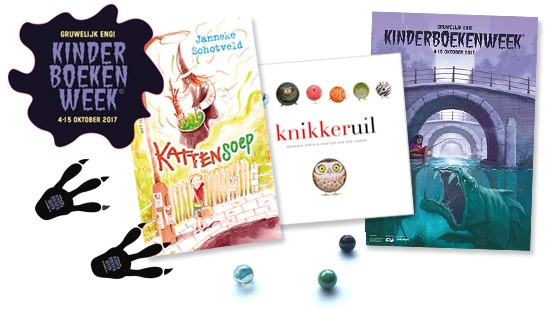 GRUWELIJK ENG!
KINDER
BOEKEN
WEEK®
4-15 OKTOBER 2017
Janneke
Schotveld
KATTENSOEP
knikkeruil
GRUWELIJK ENG!
KINDERBOEKENWEEK®
4-15 OKTOBER 2017